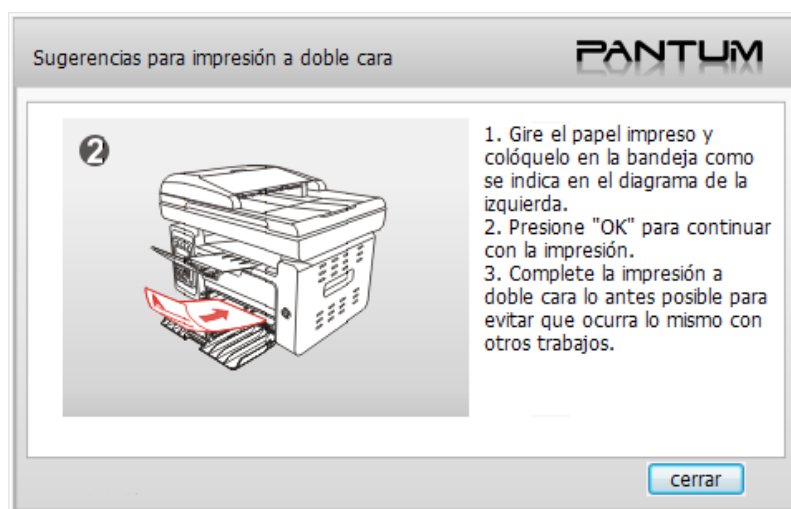 Sugerencias para impresión a doble cara
PANTUM
2
1. Gire el papel impreso y
colóquelo en la bandeja como
se indica en el diagrama de la
izquierda.
2. Presione "OK" para continuar
con la impresión.
3. Complete la impresión a
doble cara lo antes posible para
evitar que ocurra lo mismo con
otros trabajos.
cerrar